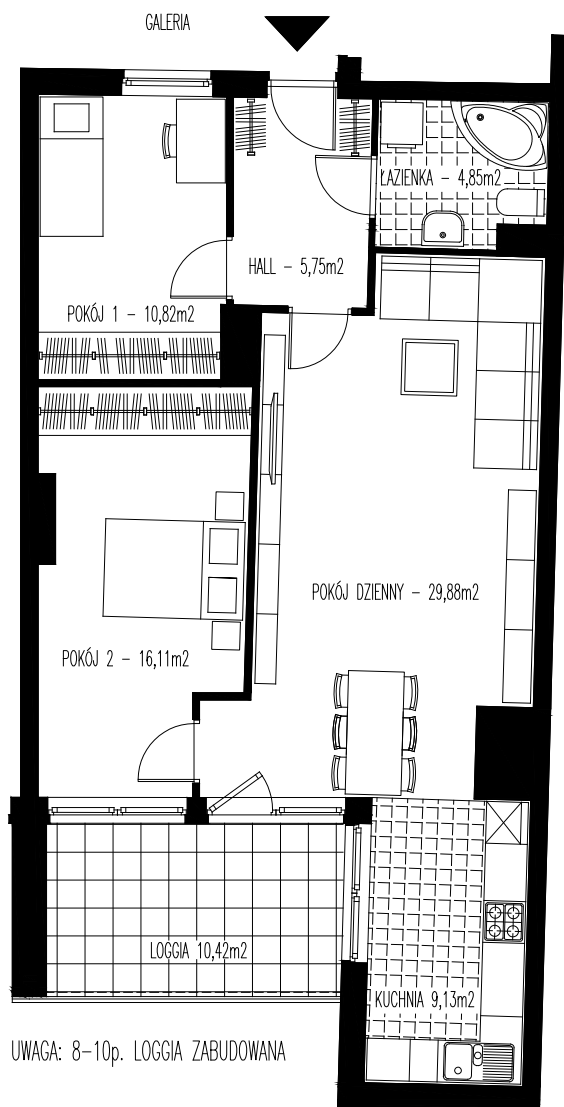 GALERIA
ŁAZIENKA – 4,85m2
HALL – 5,75m2
POKÓJ 1 – 10,82m2
POKÓJ DZIENNY – 29,88m2
POKÓJ 2 – 16,11m2
LOGGIA 10,42m2
KUCHNIA 9,13m2
UWAGA: 8–10p. LOGGIA ZABUDOWANA